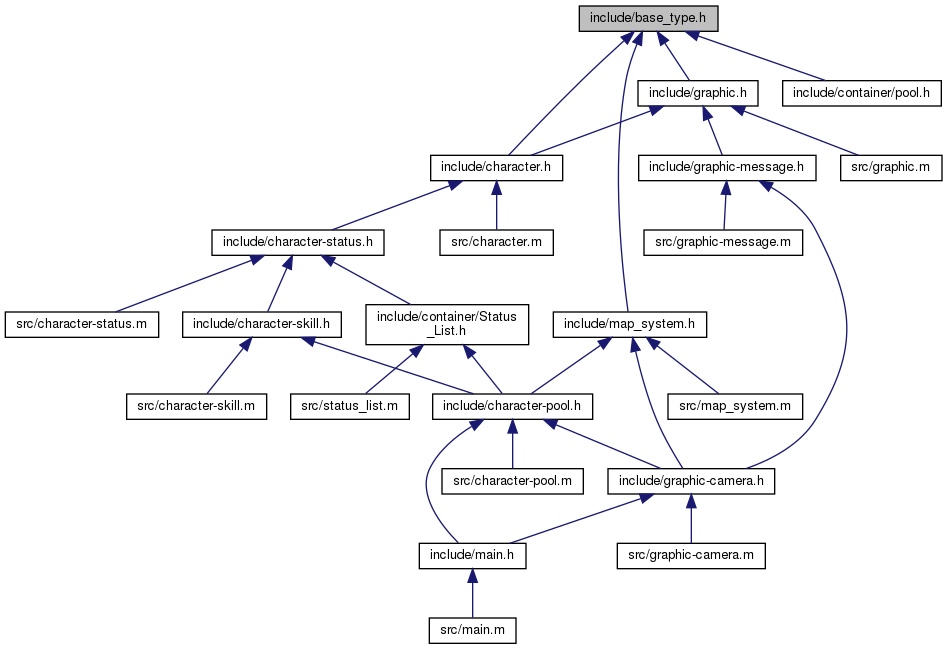 include/base_type.h
include/graphic.h
include/container/pool.h
include/character.h
include/graphic-message.h
src/graphic.m
include/character-status.h
src/character.m
src/graphic-message.m
src/character-status.m
include/character-skill.h
include/container/Status
_List.h
include/map_system.h
src/character-skill.m
src/status_list.m
include/character-pool.h
src/map_system.m
src/character-pool.m
include/graphic-camera.h
include/main.h
src/graphic-camera.m
src/main.m